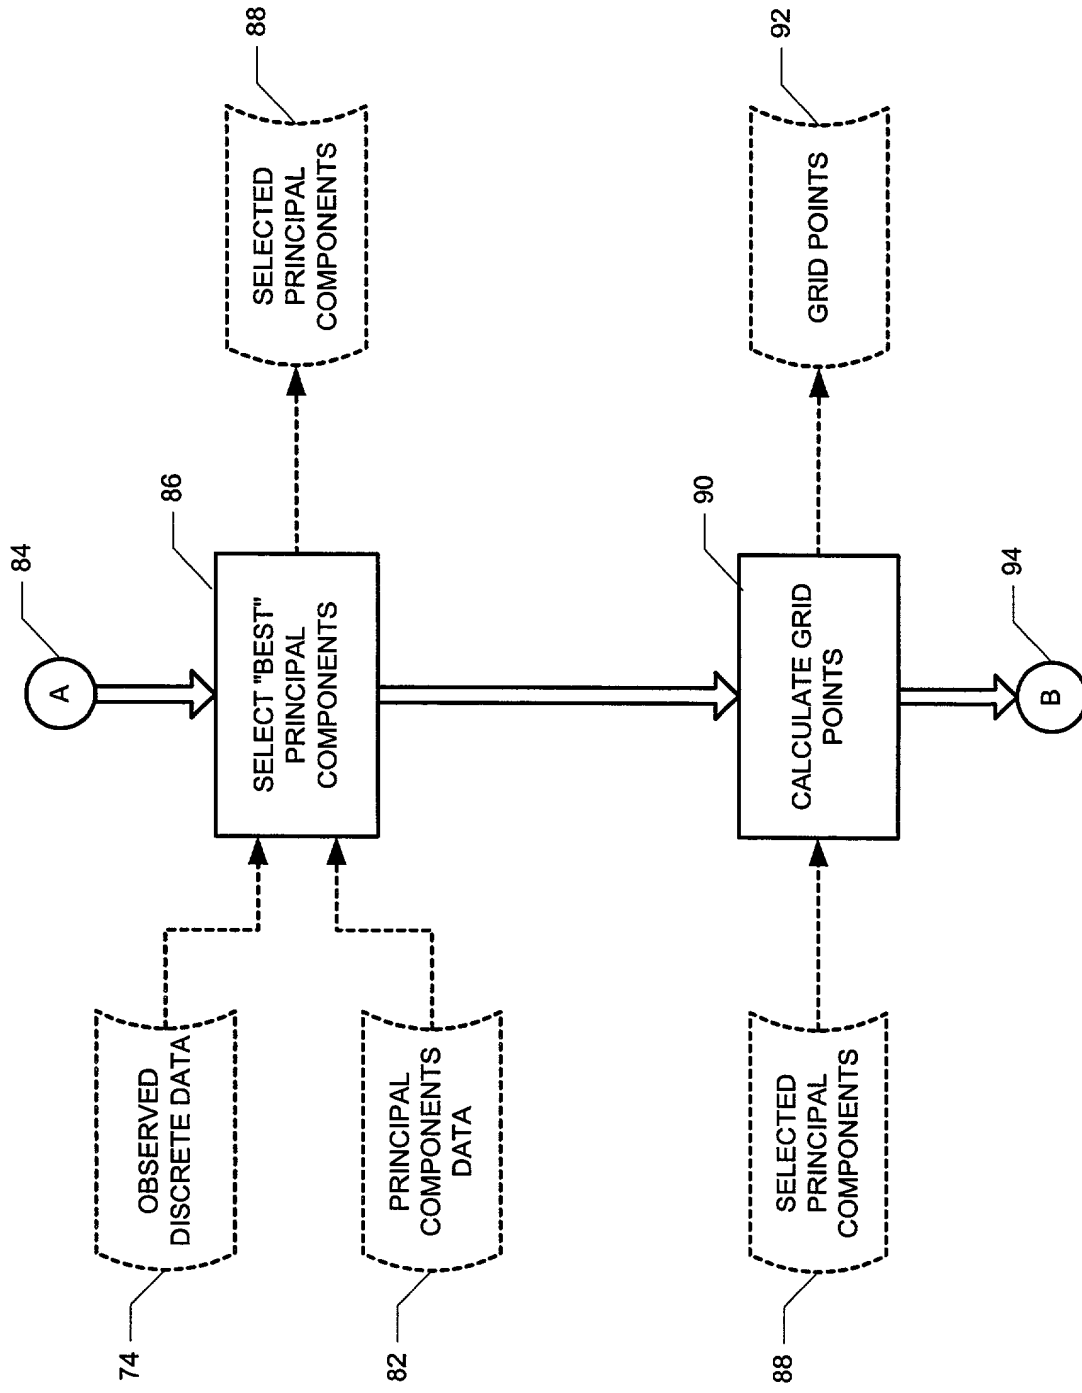 84
A
86
SELECT "BEST"
PRINCIPAL
COMPONENTS
88
SELECTED
PRINCIPAL
COMPONENTS
74
OBSERVED
DISCRETE DATA
82
PRINCIPAL
COMPONENTS
DATA
90
CALCULATE GRID
POINTS
92
GRID POINTS
88
SELECTED
PRINCIPAL
COMPONENTS
94
B